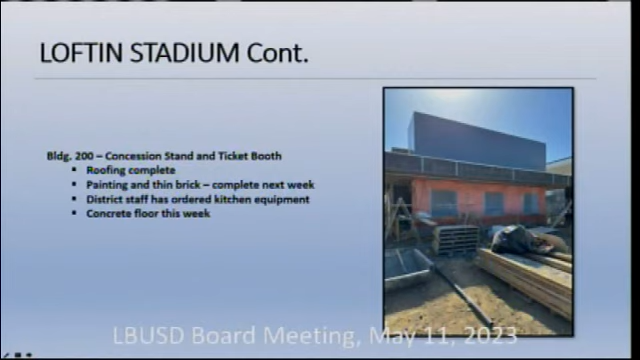 LOFTIN STADIUM Cont.
Bldg. 200 – Concession Stand and Ticket Booth
▪ Roofing complete
▪ Painting and thin brick – complete next week
▪ District staff has ordered kitchen equipment
▪ Concrete floor this week
LBUSD Board Meeting, May 11, 2023